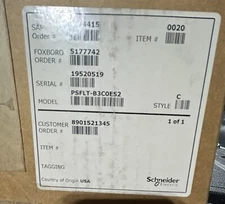 4415 0020
Order # ITEM #
FOXBORO 5177742
ORDER #
19520519
SERIAL #
PSFLT-B3C0E52 C
MODEL STYLE
CUSTOMER 8901521345 1 of 1
ORDER #
ITEM #
TAGGING
Country of Origin USA
Schneider
Electric